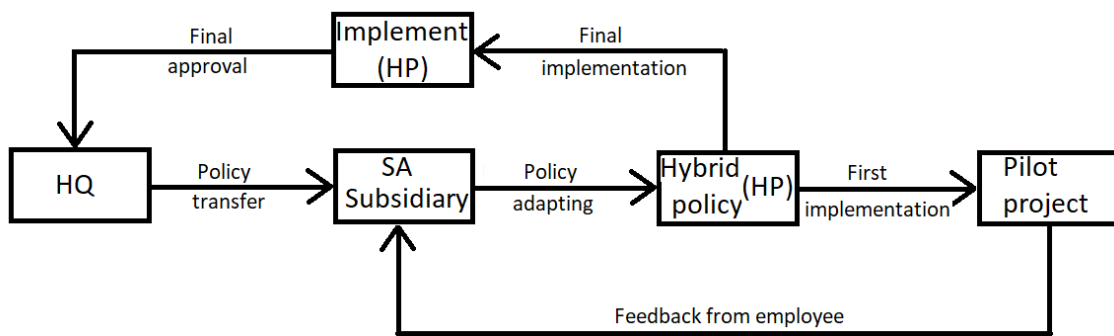 Final
approval
Implement
(HP)
Final
implementation
HQ
Policy
transfer
SA
Subsidiary
Policy
adapting
Hybrid
policy
(HP)
First
implementation
Pilot
project
Feedback from employee